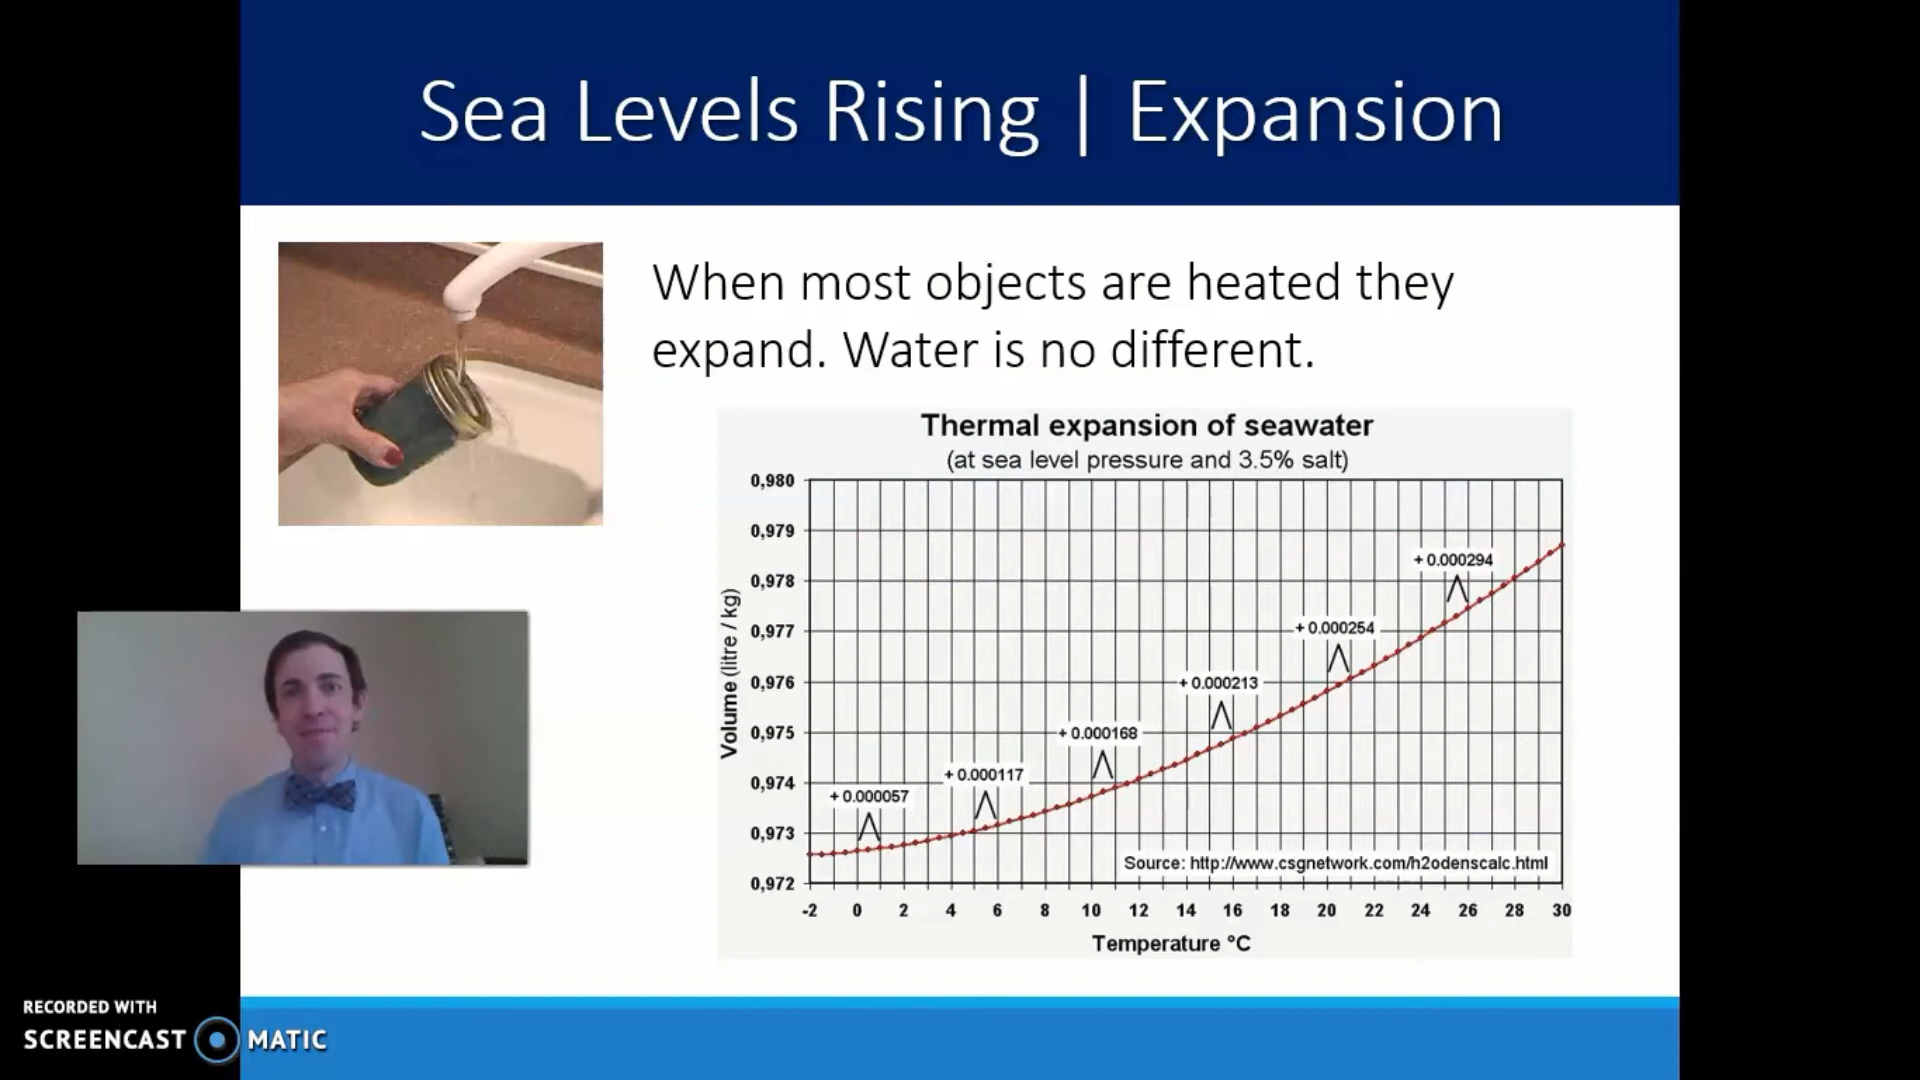 Sea Levels Rising | Expansion
When most objects are heated they
expand. Water is no different.
Thermal expansion of seawater
(at sea level pressure and 3.5% salt)
Volume (litre / kg)
0,980
0,979
0,978
0,977
0,976
0,975
0,974
0,973
0,972
+ 0.000057
+ 0.000117
+ 0.000168
+ 0.000213
+ 0.000254
+ 0.000294
Source: http://www.csgnetwork.com/h2odenscalc.html
-2 0 2 4 6 8 10 12 14 16 18 20 22 24 26 28 30
Temperature °C
RECORDED WITH
SCREENCAST MATIC